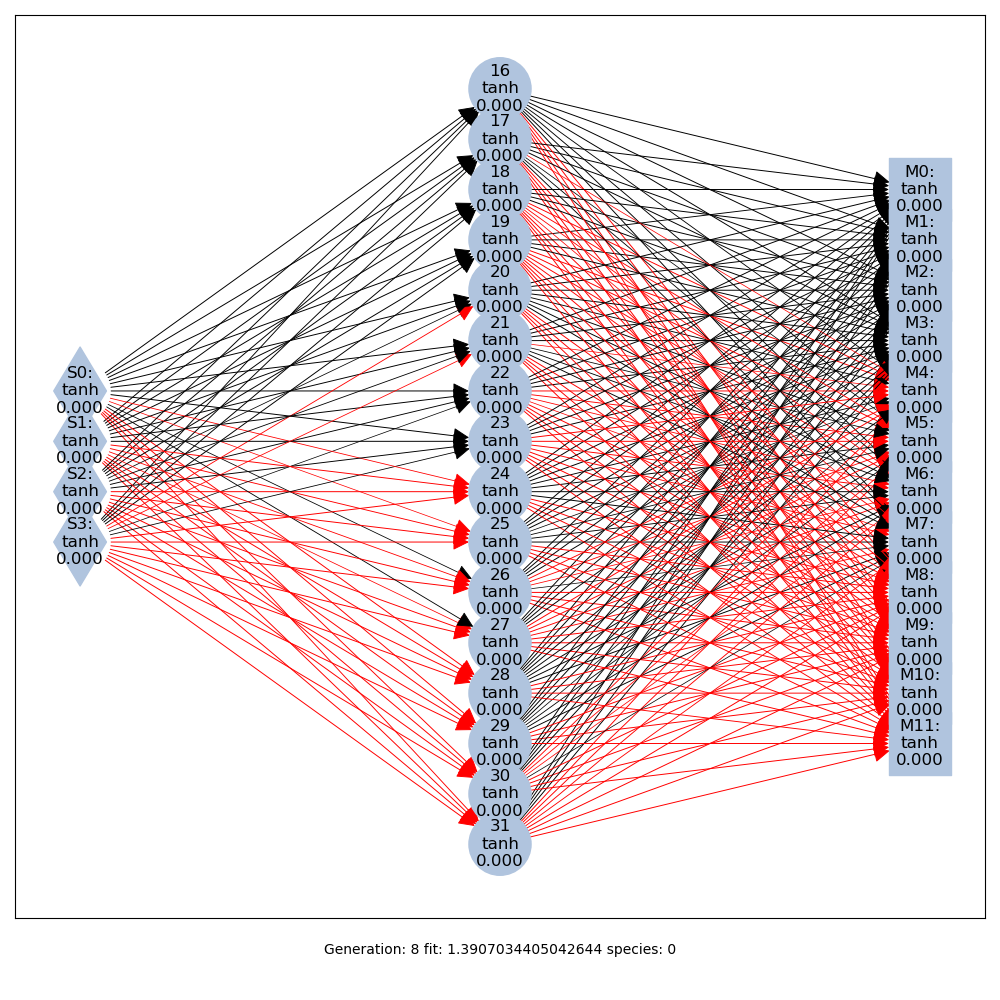 S0:
tanh
0.000
S1:
tanh
0.000
S2:
tanh
0.000
S3:
tanh
0.000
16
tanh
0.000
17
tanh
0.000
18
tanh
0.000
19
tanh
0.000
20
tanh
0.000
21
tanh
0.000
22
tanh
0.000
23
tanh
0.000
24
tanh
0.000
25
tanh
0.000
26
tanh
0.000
27
tanh
0.000
28
tanh
0.000
29
tanh
0.000
30
tanh
0.000
31
tanh
0.000
M0:
tanh
0.000
M1:
tanh
0.000
M2:
tanh
0.000
M3:
tanh
0.000
M4:
tanh
0.000
M5:
tanh
0.000
M6:
tanh
0.000
M7:
tanh
0.000
M8:
tanh
0.000
M9:
tanh
0.000
M10:
tanh
0.000
M11:
tanh
0.000
Generation: 8 fit: 1.3907034405042644 species: 0